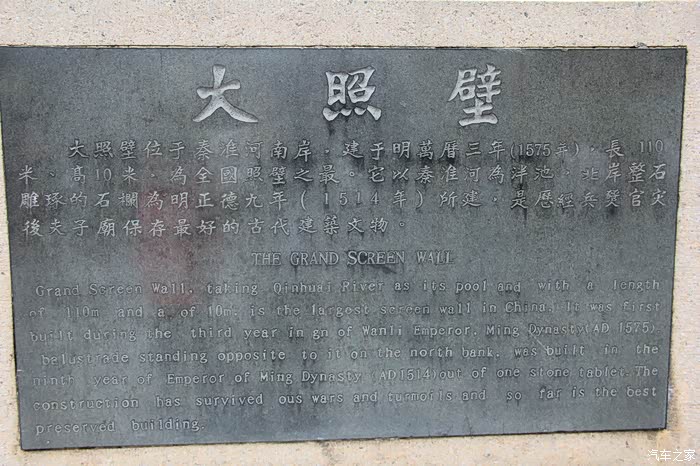 大照壁
大照壁位于秦淮河南岸，建于明萬曆三年(1575年)，長110
米、高10米，為全國照壁之最。它以秦淮河為泮池，北岸整石
雕琢的石欄為明正德九年(1514年)所建，是歷經兵燹官灾
後夫子廟保存最好的古代建築文物。
THE GRAND SCREEN WALL
Grand Screen Wall, taking Qinhuai River as its pool and with a length
of 110m and a of 10m, is the largest screen wall in China. It was first
built during the third year in gn of Wanli Emperor, Ming Dynasty(AD 1575)
balustrade standing opposite to it on the north bank, was built in the
ninth year of Emperor of Ming Dynasty (AD1514)out of one stone tablet.The
construction has survived ous wars and turmoils and so far is the best
preserved building.
汽车之家